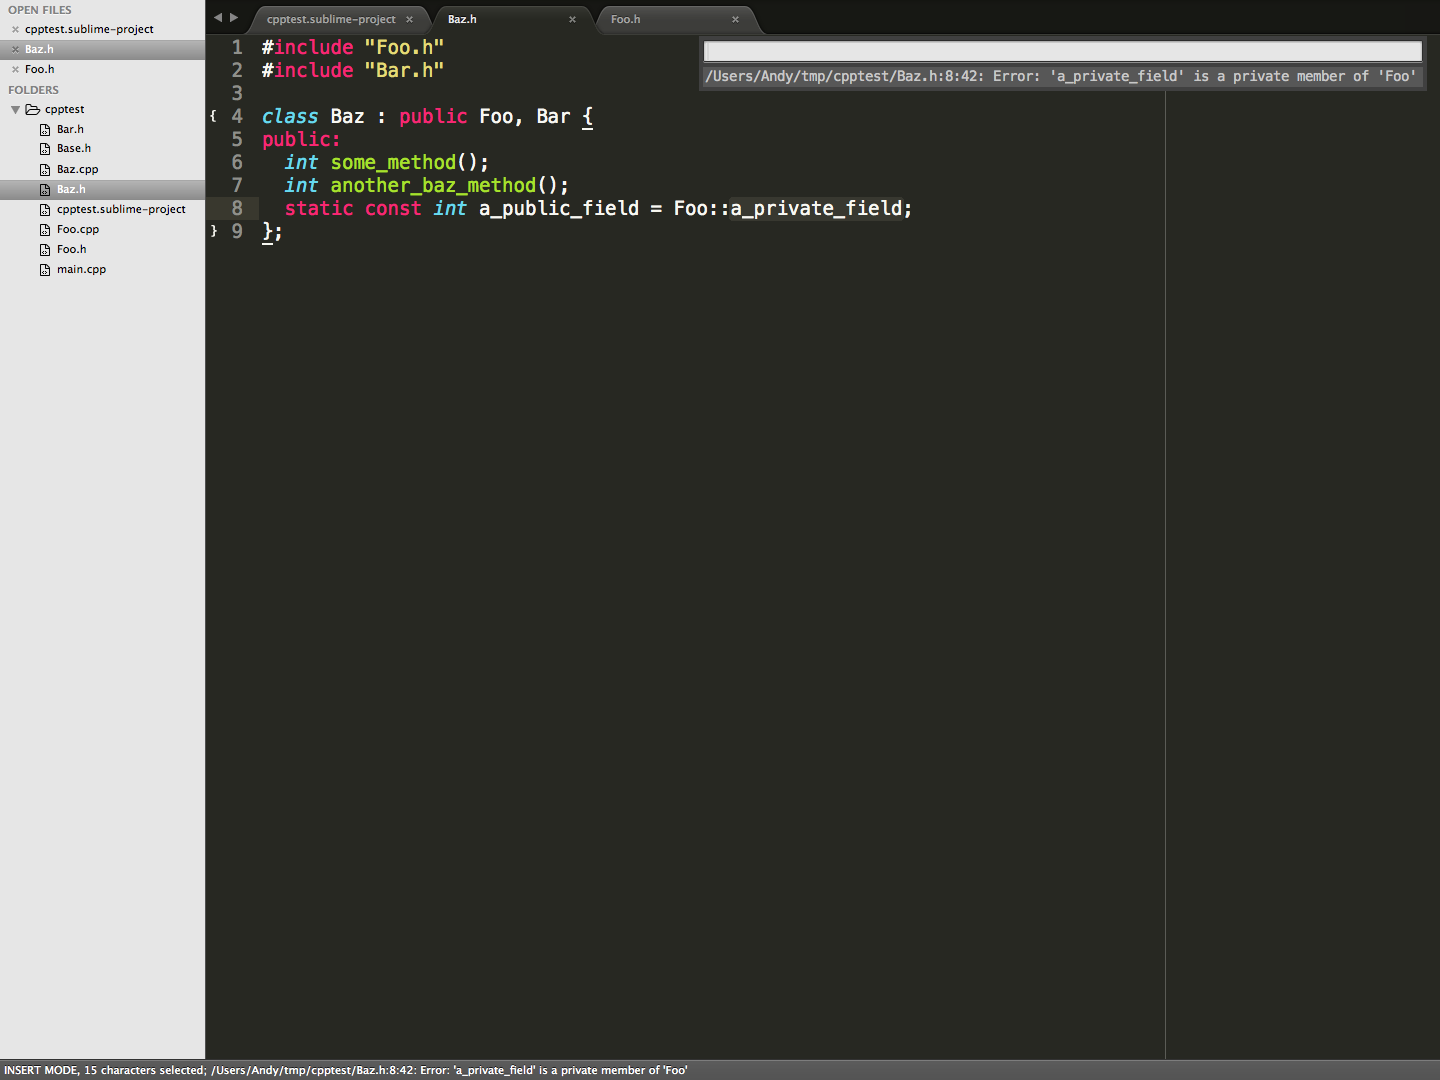 OPEN FILES
cpptest.sublime-project
Baz.h
Foo.h
FOLDERS
cpptest
Bar.h
Base.h
Baz.cpp
Baz.h
cpptest.sublime-project
Foo.cpp
Foo.h
main.cpp
cpptest.sublime-project
Baz.h
Foo.h
/Users/Andy/tmp/cpptest/Baz.h:8:42: Error: 'a_private_field' is a private member of 'Foo'
1 #include "Foo.h"
2 #include "Bar.h"
3
{ 4 class Baz : public Foo, Bar {
5 public:
6 int some_method();
7 int another_baz_method();
8 static const int a_public_field = Foo::a_private_field;
} 9 };
INSERT MODE, 15 characters selected; /Users/Andy/tmp/cpptest/Baz.h:8:42: Error: 'a_private_field' is a private member of 'Foo'